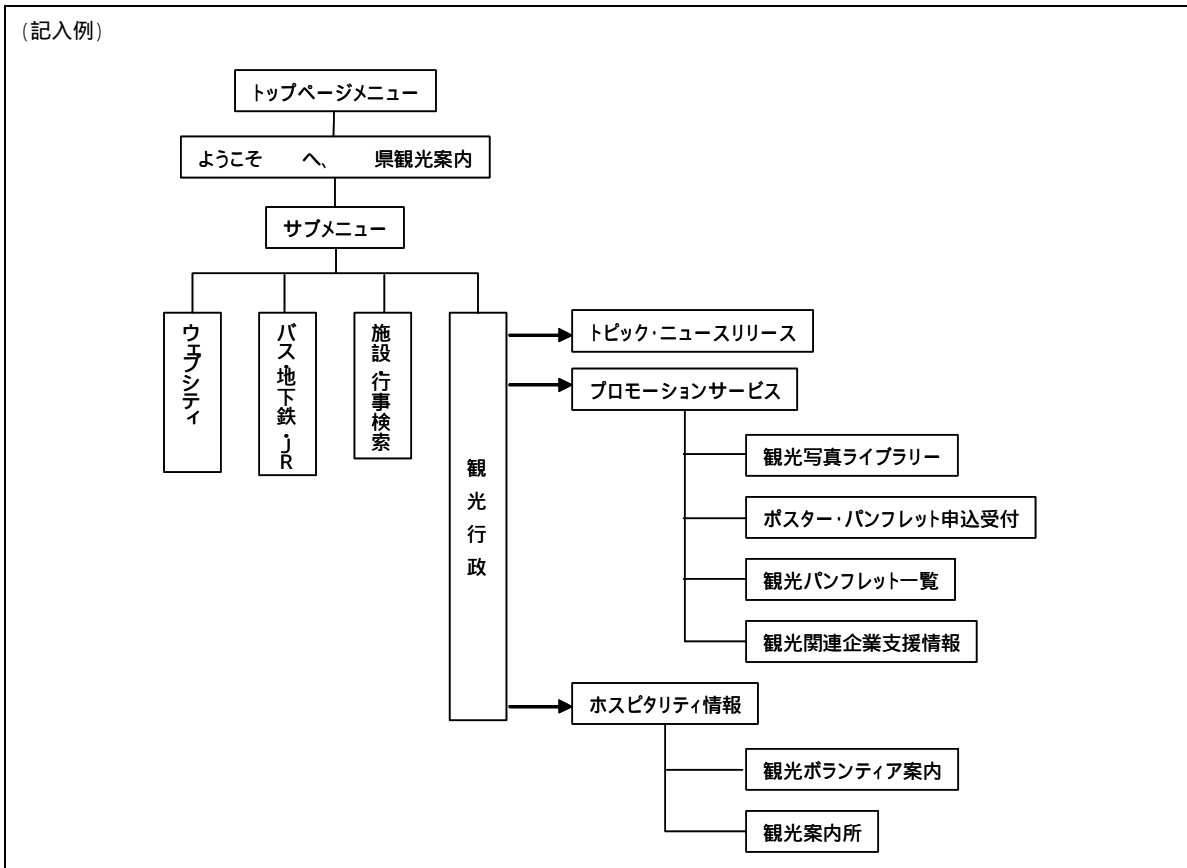 (記入例)
トップページメニュー
ようこそ　　へ、　　県観光案内
サブメニュー
ウェブシティ
バス・地下鉄・JR
施設・行事検索
観光行政
トピック・ニュースリリース
プロモーションサービス
観光写真ライブラリー
ポスター・パンフレット申込受付
観光パンフレット一覧
観光関連企業支援情報
ホスピタリティ情報
観光ボランティア案内
観光案内所